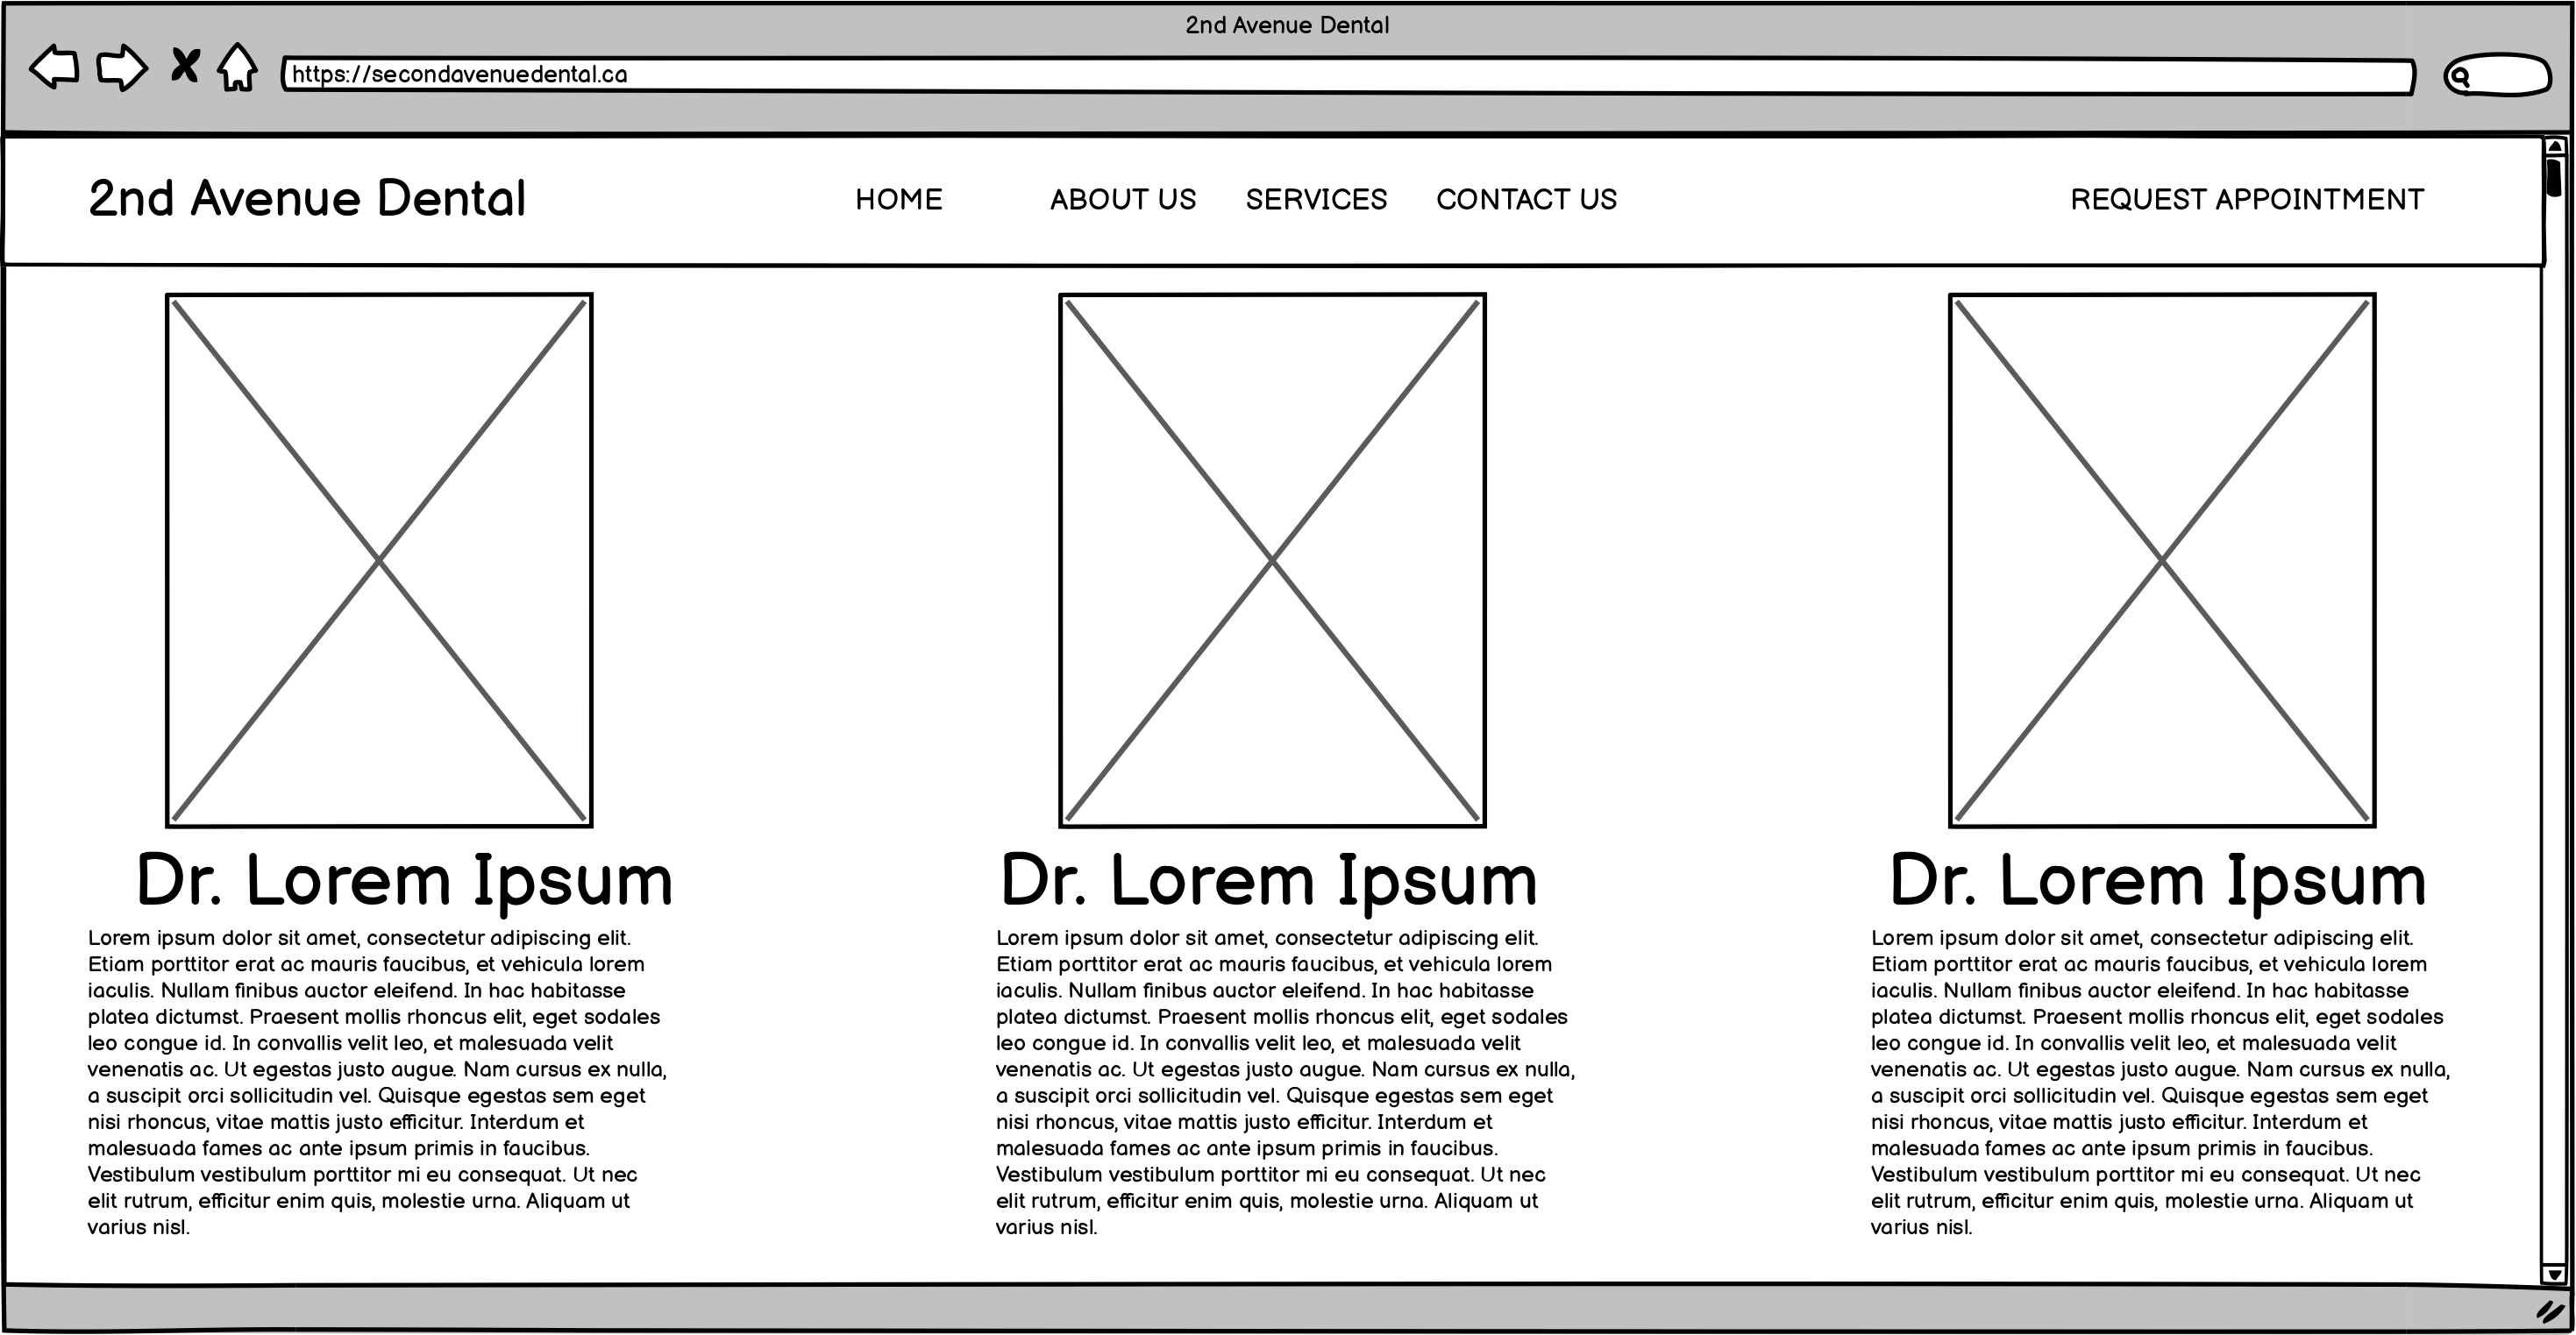 2nd Avenue Dental
https://secondavenuedental.ca
2nd Avenue Dental
HOME
ABOUT US
SERVICES
CONTACT US
REQUEST APPOINTMENT
Dr. Lorem Ipsum
Lorem ipsum dolor sit amet, consectetur adipiscing elit.
Etiam porttitor erat ac mauris faucibus, et vehicula lorem
iaculis. Nullam finibus auctor eleifend. In hac habitasse
platea dictumst. Praesent mollis rhoncus elit, eget sodales
leo congue id. In convallis velit leo, et malesuada velit
venenatis ac. Ut egestas justo augue. Nam cursus ex nulla,
a suscipit orci sollicitudin vel. Quisque egestas sem eget
nisi rhoncus, vitae mattis justo efficitur. Interdum et
malesuada fames ac ante ipsum primis in faucibus.
Vestibulum vestibulum porttitor mi eu consequat. Ut nec
elit rutrum, efficitur enim quis, molestie urna. Aliquam ut
varius nisl.
Dr. Lorem Ipsum
Lorem ipsum dolor sit amet, consectetur adipiscing elit.
Etiam porttitor erat ac mauris faucibus, et vehicula lorem
iaculis. Nullam finibus auctor eleifend. In hac habitasse
platea dictumst. Praesent mollis rhoncus elit, eget sodales
leo congue id. In convallis velit leo, et malesuada velit
venenatis ac. Ut egestas justo augue. Nam cursus ex nulla,
a suscipit orci sollicitudin vel. Quisque egestas sem eget
nisi rhoncus, vitae mattis justo efficitur. Interdum et
malesuada fames ac ante ipsum primis in faucibus.
Vestibulum vestibulum porttitor mi eu consequat. Ut nec
elit rutrum, efficitur enim quis, molestie urna. Aliquam ut
varius nisl.
Dr. Lorem Ipsum
Lorem ipsum dolor sit amet, consectetur adipiscing elit.
Etiam porttitor erat ac mauris faucibus, et vehicula lorem
iaculis. Nullam finibus auctor eleifend. In hac habitasse
platea dictumst. Praesent mollis rhoncus elit, eget sodales
leo congue id. In convallis velit leo, et malesuada velit
venenatis ac. Ut egestas justo augue. Nam cursus ex nulla,
a suscipit orci sollicitudin vel. Quisque egestas sem eget
nisi rhoncus, vitae mattis justo efficitur. Interdum et
malesuada fames ac ante ipsum primis in faucibus.
Vestibulum vestibulum porttitor mi eu consequat. Ut nec
elit rutrum, efficitur enim quis, molestie urna. Aliquam ut
varius nisl.